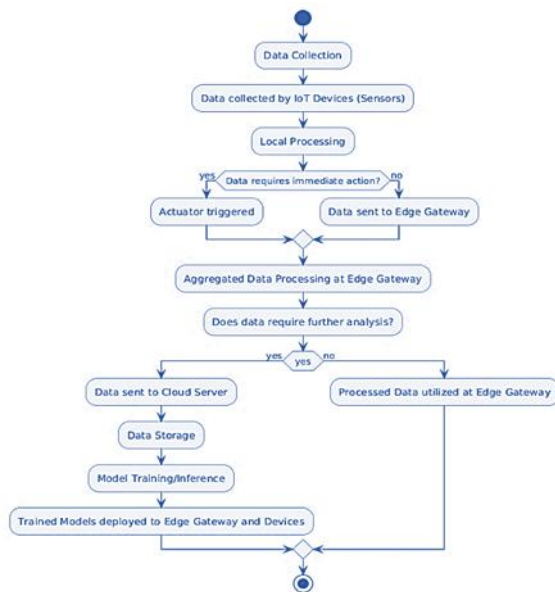 Data Collection
Data collected by IoT Devices (Sensors)
Local Processing
yes
Data requires immediate action?
no
Actuator triggered
Data sent to Edge Gateway
Aggregated Data Processing at Edge Gateway
Does data require further analysis?
yes
yes
no
Data sent to Cloud Server
Processed Data utilized at Edge Gateway
Data Storage
Model Training/Inference
Trained Models deployed to Edge Gateway and Devices